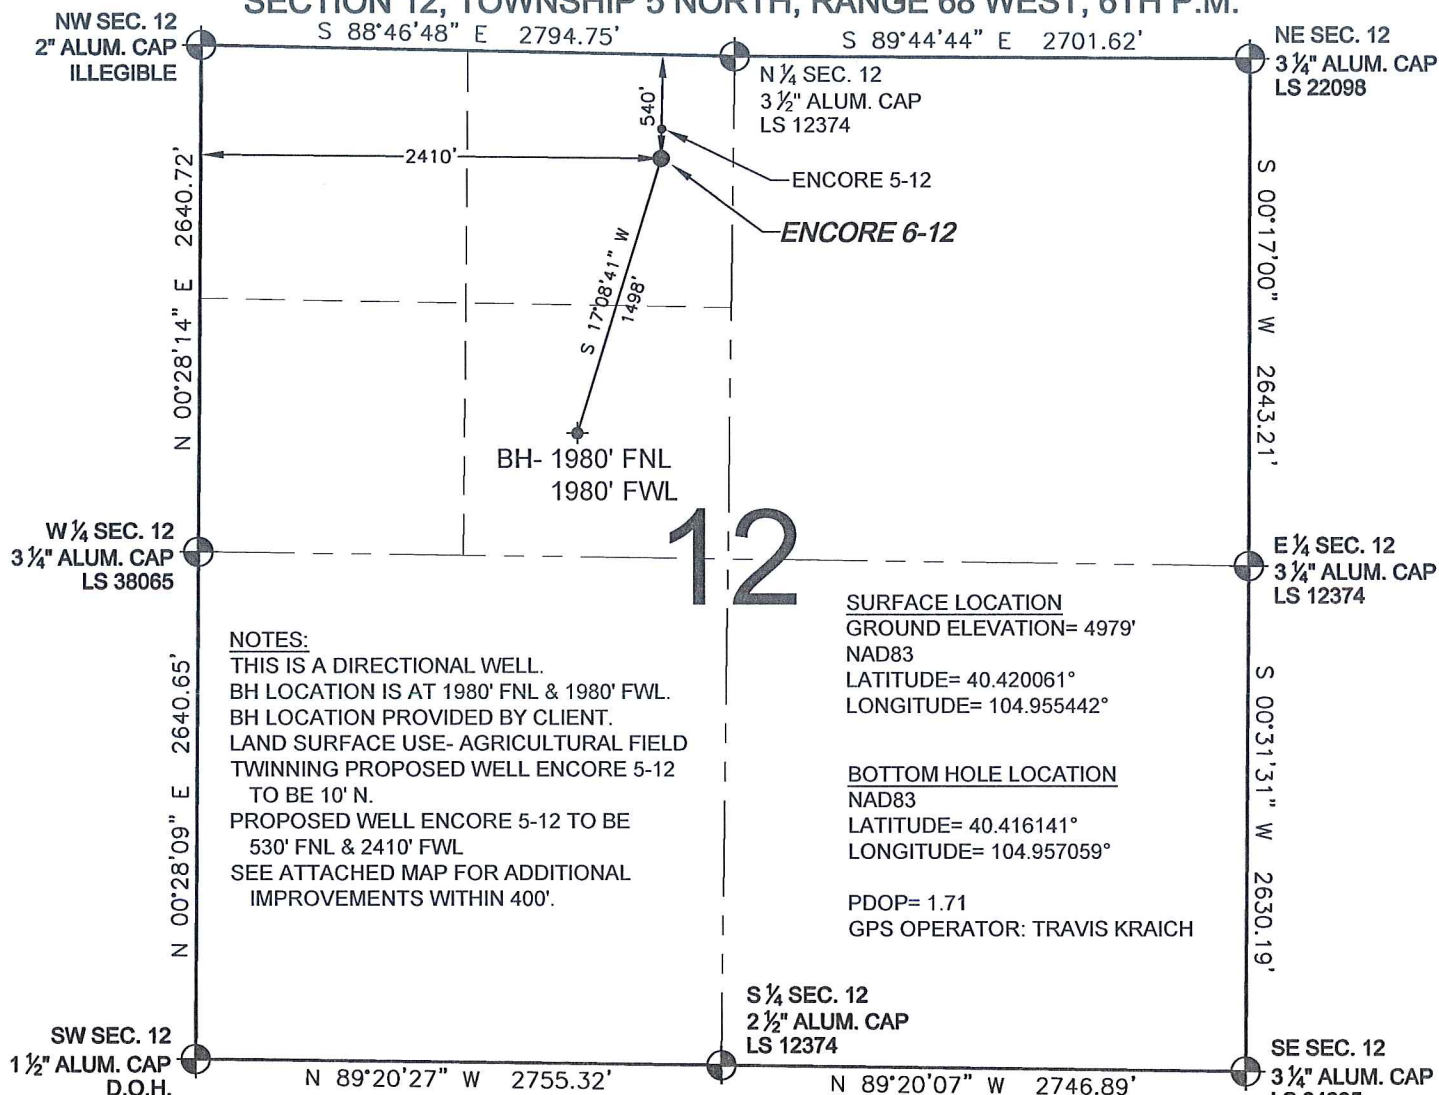 SECTION 12, TOWNSHIP 5 NORTH, RANGE 68 WEST, 6TH P.M.
NW SEC. 12
2" ALUM. CAP
ILLEGIBLE
S 88°46'48" E 2794.75'
S 89°44'44" E 2701.62'
NE SEC. 12
3 ¼" ALUM. CAP
LS 22098
N ¼ SEC. 12
3 ½" ALUM. CAP
LS 12374
540'
2410'
ENCORE 5-12
ENCORE 6-12
N 00°28'14" E 2640.72'
S 00°17'00" W 2643.21'
S 17°08'41" W
1498'
BH- 1980' FNL
1980' FWL
12
W ¼ SEC. 12
3 ¼" ALUM. CAP
LS 38065
E ¼ SEC. 12
3 ¼" ALUM. CAP
LS 12374
NOTES:
THIS IS A DIRECTIONAL WELL.
BH LOCATION IS AT 1980' FNL & 1980' FWL.
BH LOCATION PROVIDED BY CLIENT.
LAND SURFACE USE- AGRICULTURAL FIELD
TWINNING PROPOSED WELL ENCORE 5-12
TO BE 10' N.
PROPOSED WELL ENCORE 5-12 TO BE
530' FNL & 2410' FWL
SEE ATTACHED MAP FOR ADDITIONAL
IMPROVEMENTS WITHIN 400'.
SURFACE LOCATION
GROUND ELEVATION= 4979'
NAD83
LATITUDE= 40.420061°
LONGITUDE= 104.955442°
BOTTOM HOLE LOCATION
NAD83
LATITUDE= 40.416141°
LONGITUDE= 104.957059°
PDOP= 1.71
GPS OPERATOR: TRAVIS KRAICH
N 00°28'09" E 2640.65'
S 00°31'31" W 2630.19'
SW SEC. 12
1 ½" ALUM. CAP
D.O.H.
S ¼ SEC. 12
2 ½" ALUM. CAP
LS 12374
N 89°20'27" W 2755.32'
N 89°20'07" W 2746.89'
SE SEC. 12
3 ¼" ALUM. CAP